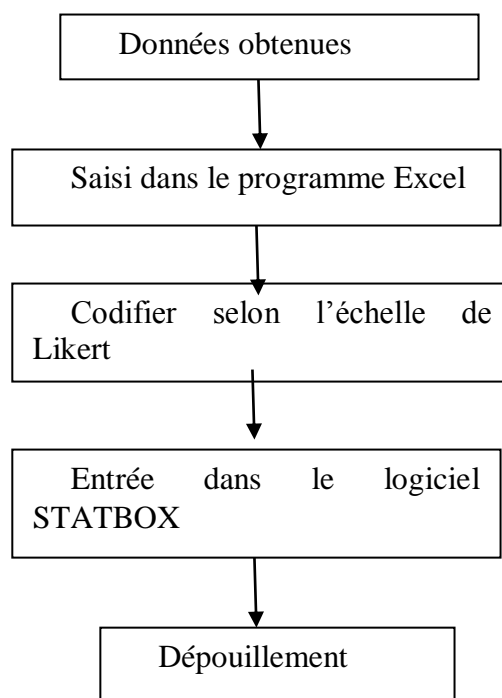 Données obtenues
Saisi dans le programme Excel
Codifier selon l’échelle de
Likert
Entrée dans le logiciel
STATBOX
Dépouillement